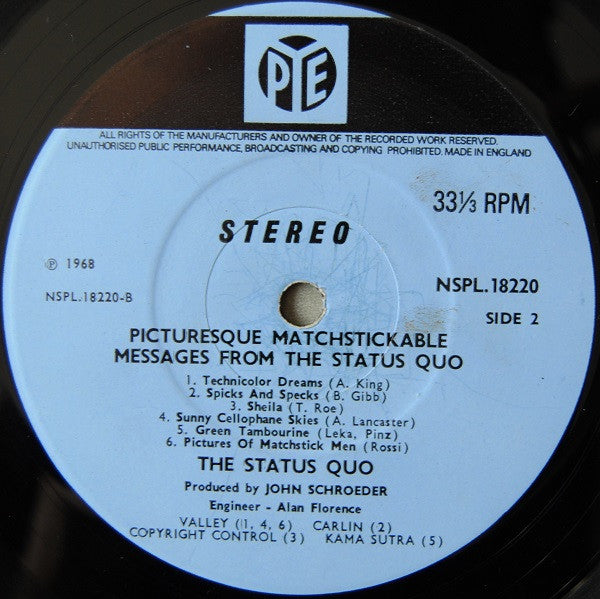 PYE
ALL RIGHTS OF THE MANUFACTURERS AND OWNER OF THE RECORDED WORK RESERVED.
UNAUTHORISED PUBLIC PERFORMANCE, BROADCASTING AND COPYING PROHIBITED. MADE IN ENGLAND
33⅓ RPM
STEREO
℗ 1968
NSPL.18220
NSPL.18220-B
SIDE 2
PICTURESQUE MATCHSTICKABLE
MESSAGES FROM THE STATUS QUO
1. Technicolor Dreams (A. King)
2. Spicks And Specks (B. Gibb)
3. Sheila (T. Roe)
4. Sunny Cellophane Skies (A. Lancaster)
5. Green Tambourine (Leka, Pinz)
6. Pictures Of Matchstick Men (Rossi)
THE STATUS QUO
Produced by JOHN SCHROEDER
Engineer - Alan Florence
VALLEY (1, 4, 6) CARLIN (2)
COPYRIGHT CONTROL (3) KAMA SUTRA (5)